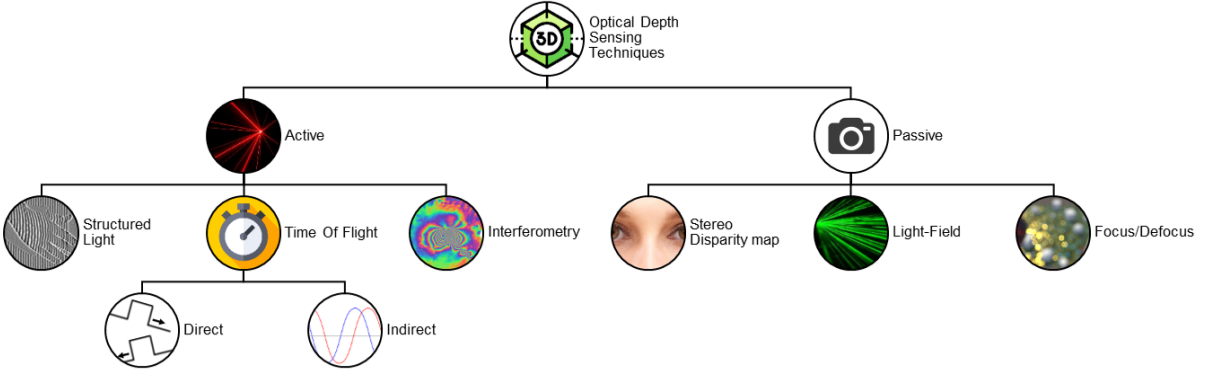 3D
Optical Depth
Sensing
Techniques
Active
Passive
Structured
Light
Time Of Flight
Interferometry
Stereo
Disparity map
Light-Field
Focus/Defocus
Direct
Indirect